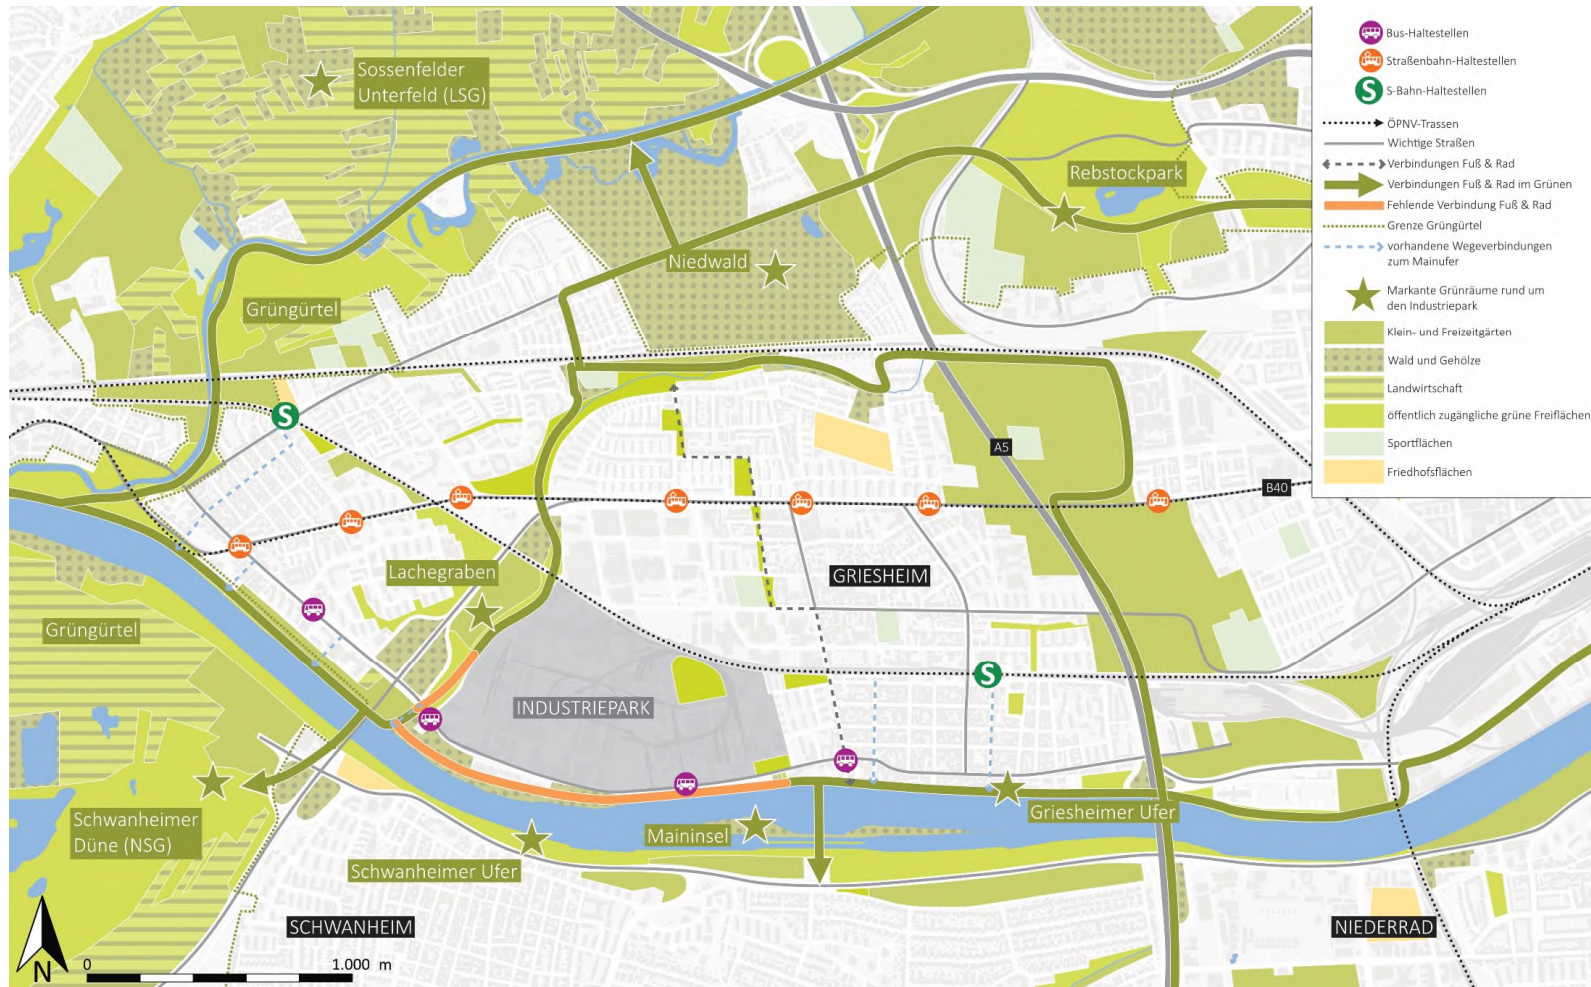 Sossenfelder
Unterfeld (LSG)
Rebstockpark
Niedwald
Grüngürtel
S
A5
B40
Lachegraben
GRIESHEIM
Grüngürtel
S
INDUSTRIEPARK
Schwanheimer
Düne (NSG)
Maininsel
Griesheimer Ufer
Schwanheimer Ufer
SCHWANHEIM
NIEDERRAD
N
0
1.000 m
Bus-Haltestellen
Straßenbahn-Haltestellen
S
S-Bahn-Haltestellen
ÖPNV-Trassen
Wichtige Straßen
Verbindungen Fuß & Rad
Verbindungen Fuß & Rad im Grünen
Fehlende Verbindung Fuß & Rad
Grenze Grüngürtel
vorhandene Wegeverbindungen
zum Mainufer
Markante Grünräume rund um
den Industriepark
Klein- und Freizeitgärten
Wald und Gehölze
Landwirtschaft
öffentlich zugängliche grüne Freiflächen
Sportflächen
Friedhofsflächen